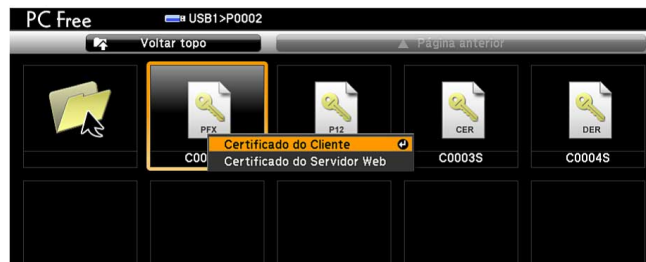 PC Free USB1>P0002
Voltar topo Página anterior
PFX P12 CER DER
Certificado do Cliente
C00 C0003S C0004S
Certificado do Servidor Web